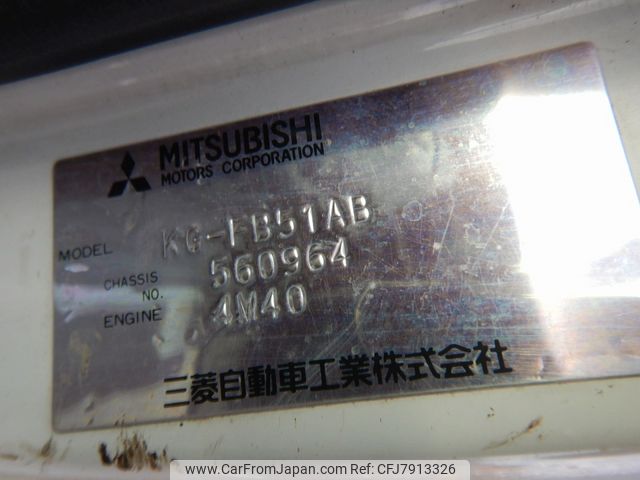 MITSUBISHI
MOTORS CORPORATION
MODEL KG-FB51AB
CHASSIS NO. 560964
ENGINE 4M40
三菱自動車工業株式会社
www.CarFromJapan.com - Ref:CFJ7913326